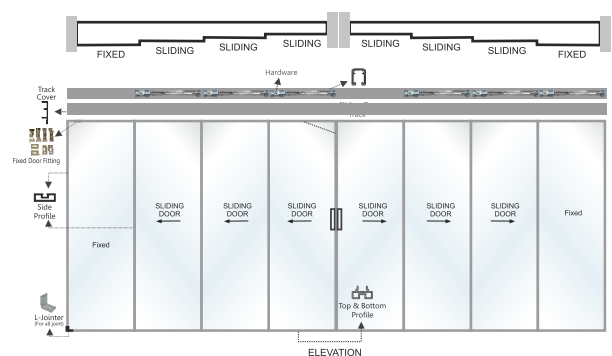 FIXED
SLIDING
SLIDING
SLIDING
SLIDING
SLIDING
SLIDING
FIXED
Hardware
Track
Cover
Track
Fixed Door Fitting
Side
Profile
Fixed
SLIDING
DOOR
SLIDING
DOOR
SLIDING
DOOR
SLIDING
DOOR
SLIDING
DOOR
SLIDING
DOOR
Fixed
L-Jointer
(For all joint)
Top & Bottom
Profile
ELEVATION